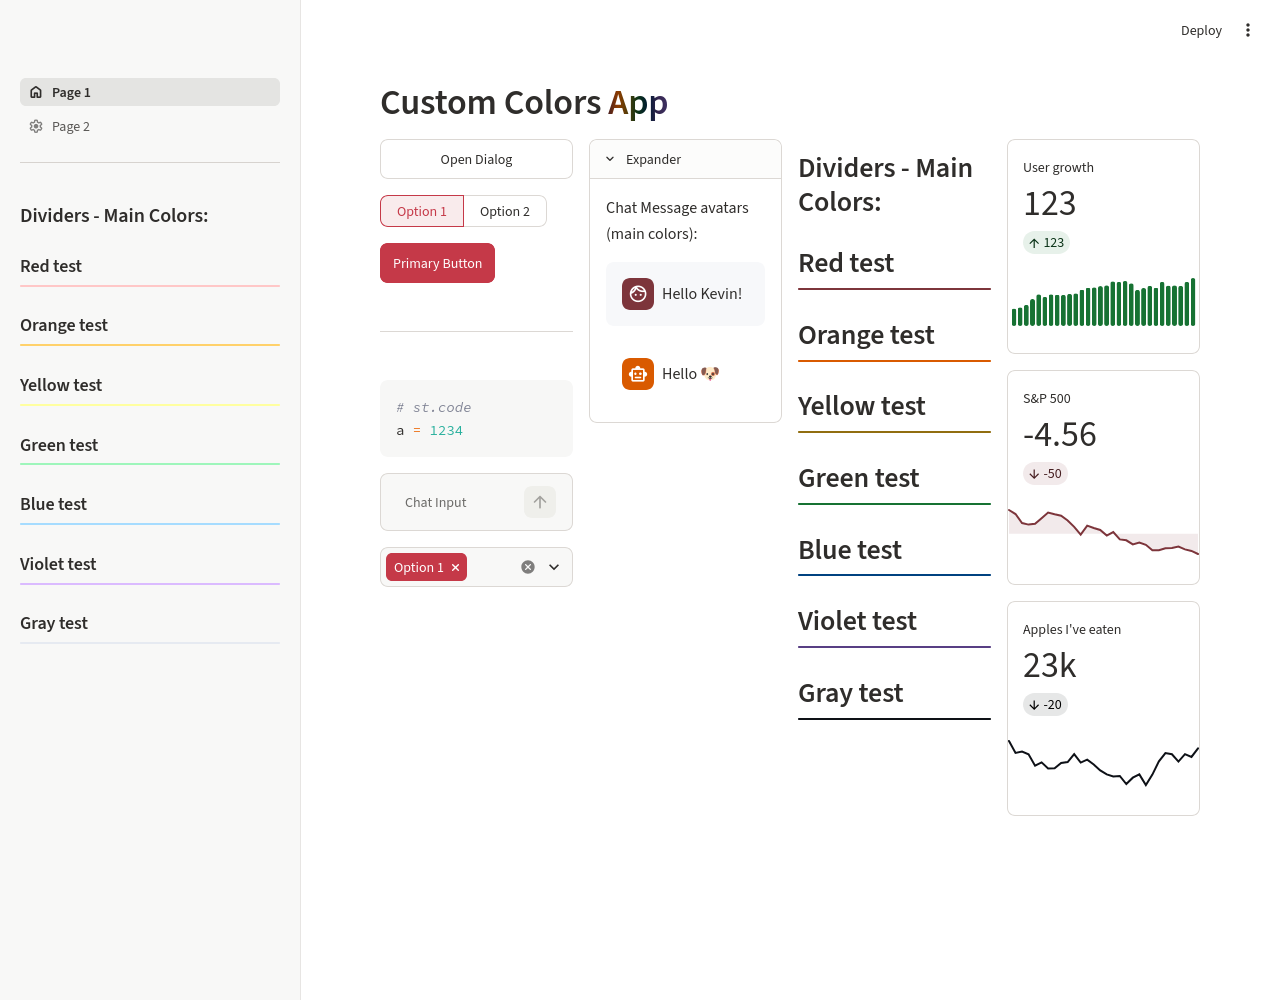 Deploy
Page 1
Page 2
Dividers - Main Colors:
Red test
Orange test
Yellow test
Green test
Blue test
Violet test
Gray test
Custom Colors App
Open Dialog
Option 1
Option 2
Primary Button
# st.code
a = 1234
Chat Input
Option 1
Expander
Chat Message avatars
(main colors):
Hello Kevin!
Hello 🐶
Dividers - Main
Colors:
Red test
Orange test
Yellow test
Green test
Blue test
Violet test
Gray test
User growth
123
123
S&P 500
-4.56
-50
Apples I've eaten
23k
-20